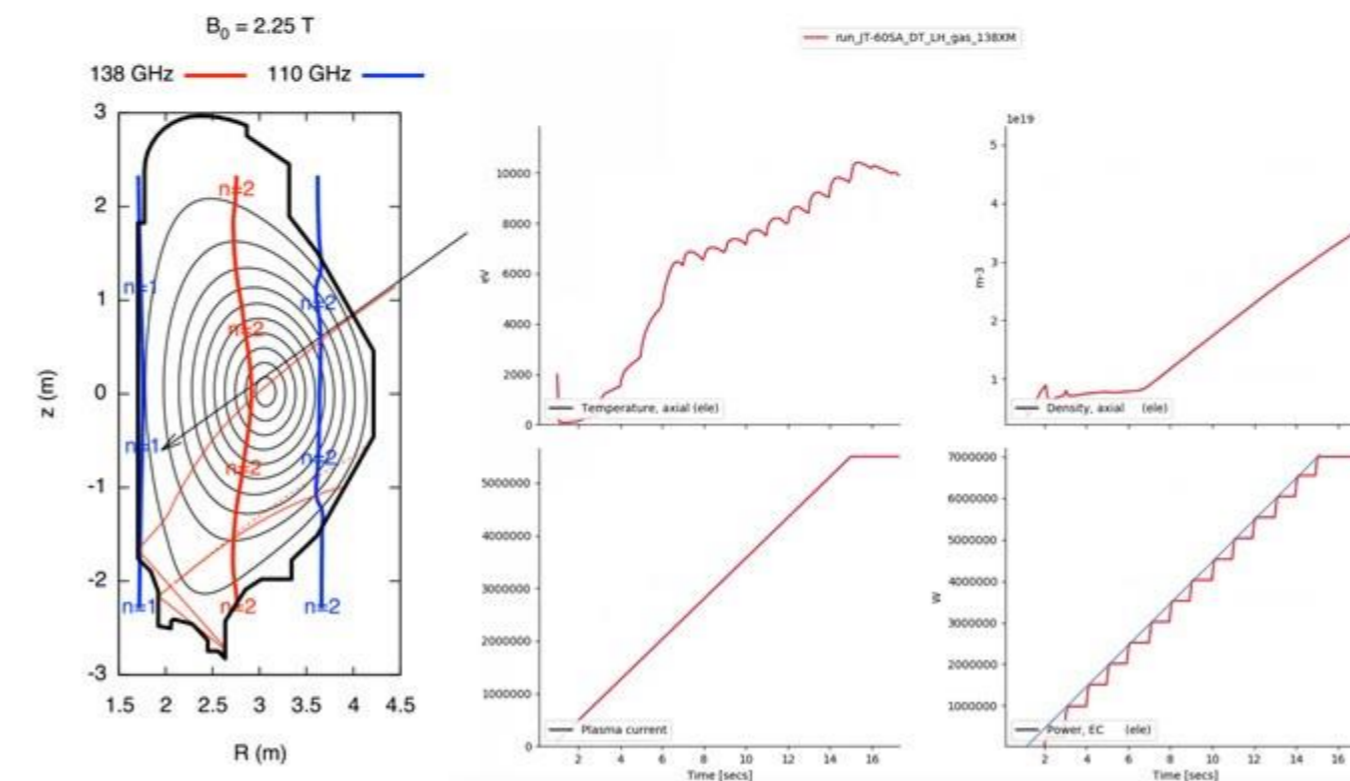 B0 = 2.25 T
138 GHz 110 GHz
3
2
1
0
-1
-2
-3
z (m)
1.5 2 2.5 3 3.5 4 4.5
R (m)
n=2
n=1
n=2
n=2
n=1
n=2
n=2
n=1
n=2
n=2
run_JT-60SA_DT_LH_gas_138XM
10000
8000
6000
4000
2000
0
eV
Temperature, axial (ele)
1e19
5
4
3
2
1
m-3
Density, axial (ele)
5000000
4000000
3000000
2000000
1000000
0
Plasma current
2 4 6 8 10 12 14 16
Time [secs]
7000000
6000000
5000000
4000000
3000000
2000000
1000000
W
Power, EC (ele)
2 4 6 8 10 12 14 16
Time [secs]